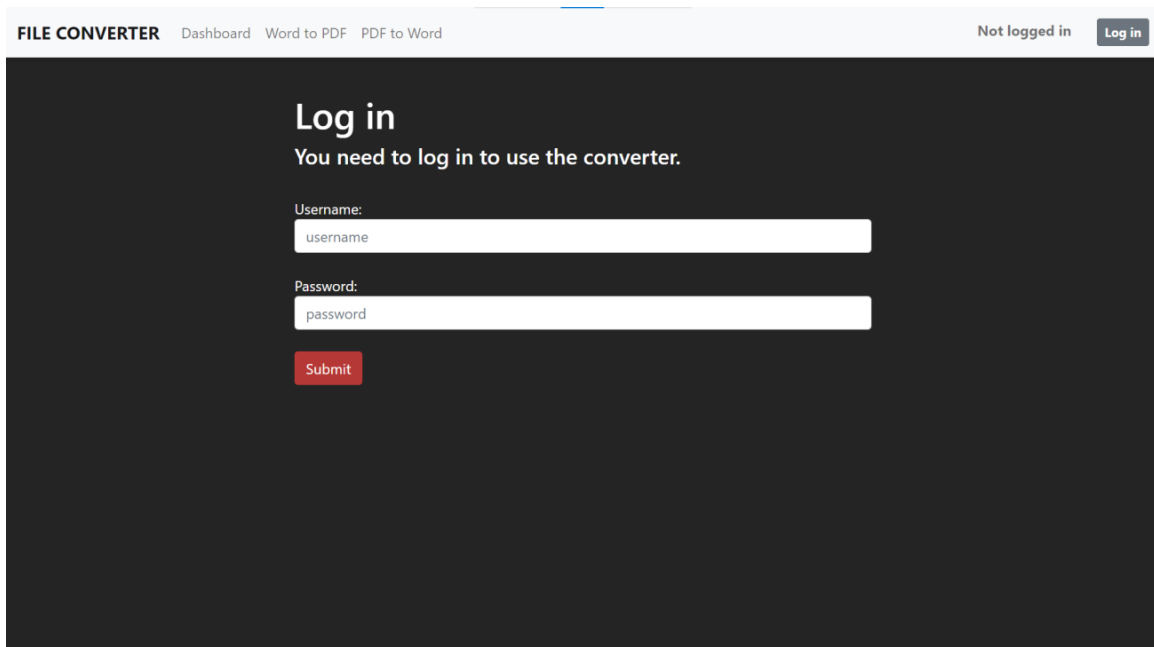 FILE CONVERTER Dashboard Word to PDF PDF to Word Not logged in Log in
Log in
You need to log in to use the converter.
Username:
username
Password:
password
Submit